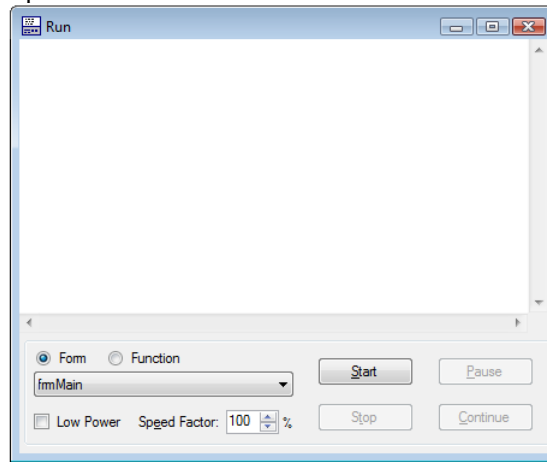 Run
Form Function
Start Pause
frmMain
Low Power Speed Factor: 100 %
Stop Continue